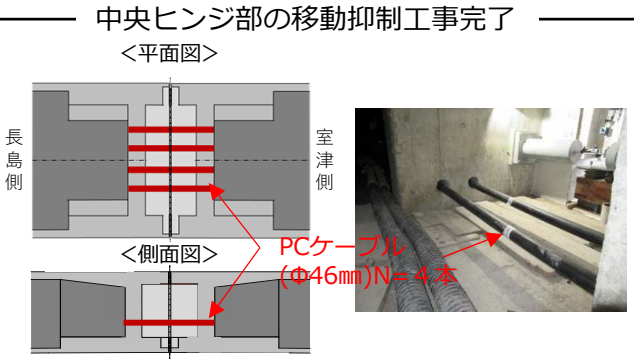 中央ヒンジ部の移動抑制工事完了
＜平面図＞
長島側
室津側
＜側面図＞
PCケーブル
(Φ46㎜)N=４本